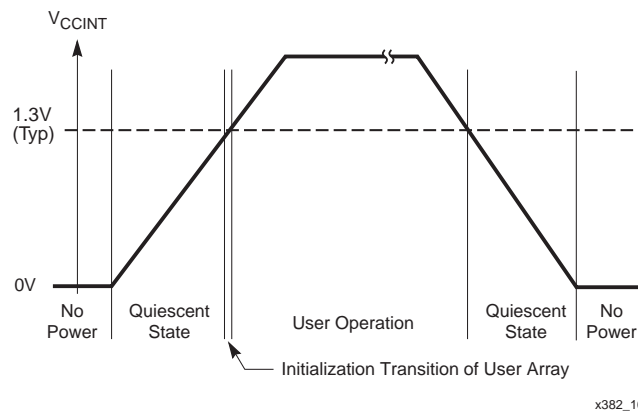 VCCINT
1.3V
(Typ)
0V
No
Power
Quiescent
State
User Operation
Quiescent
State
No
Power
Initialization Transition of User Array